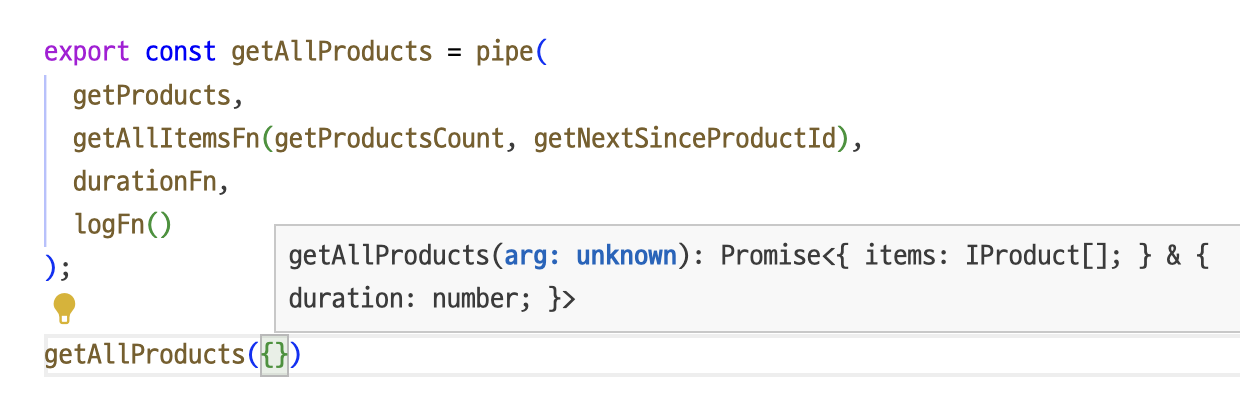 export const getAllProducts = pipe(
getProducts,
getAllItemsFn(getProductsCount, getNextSinceProductId),
durationFn,
logFn()
);
getAllProducts(arg: unknown): Promise<{ items: IProduct[]; } & {
duration: number; }>
getAllProducts({})